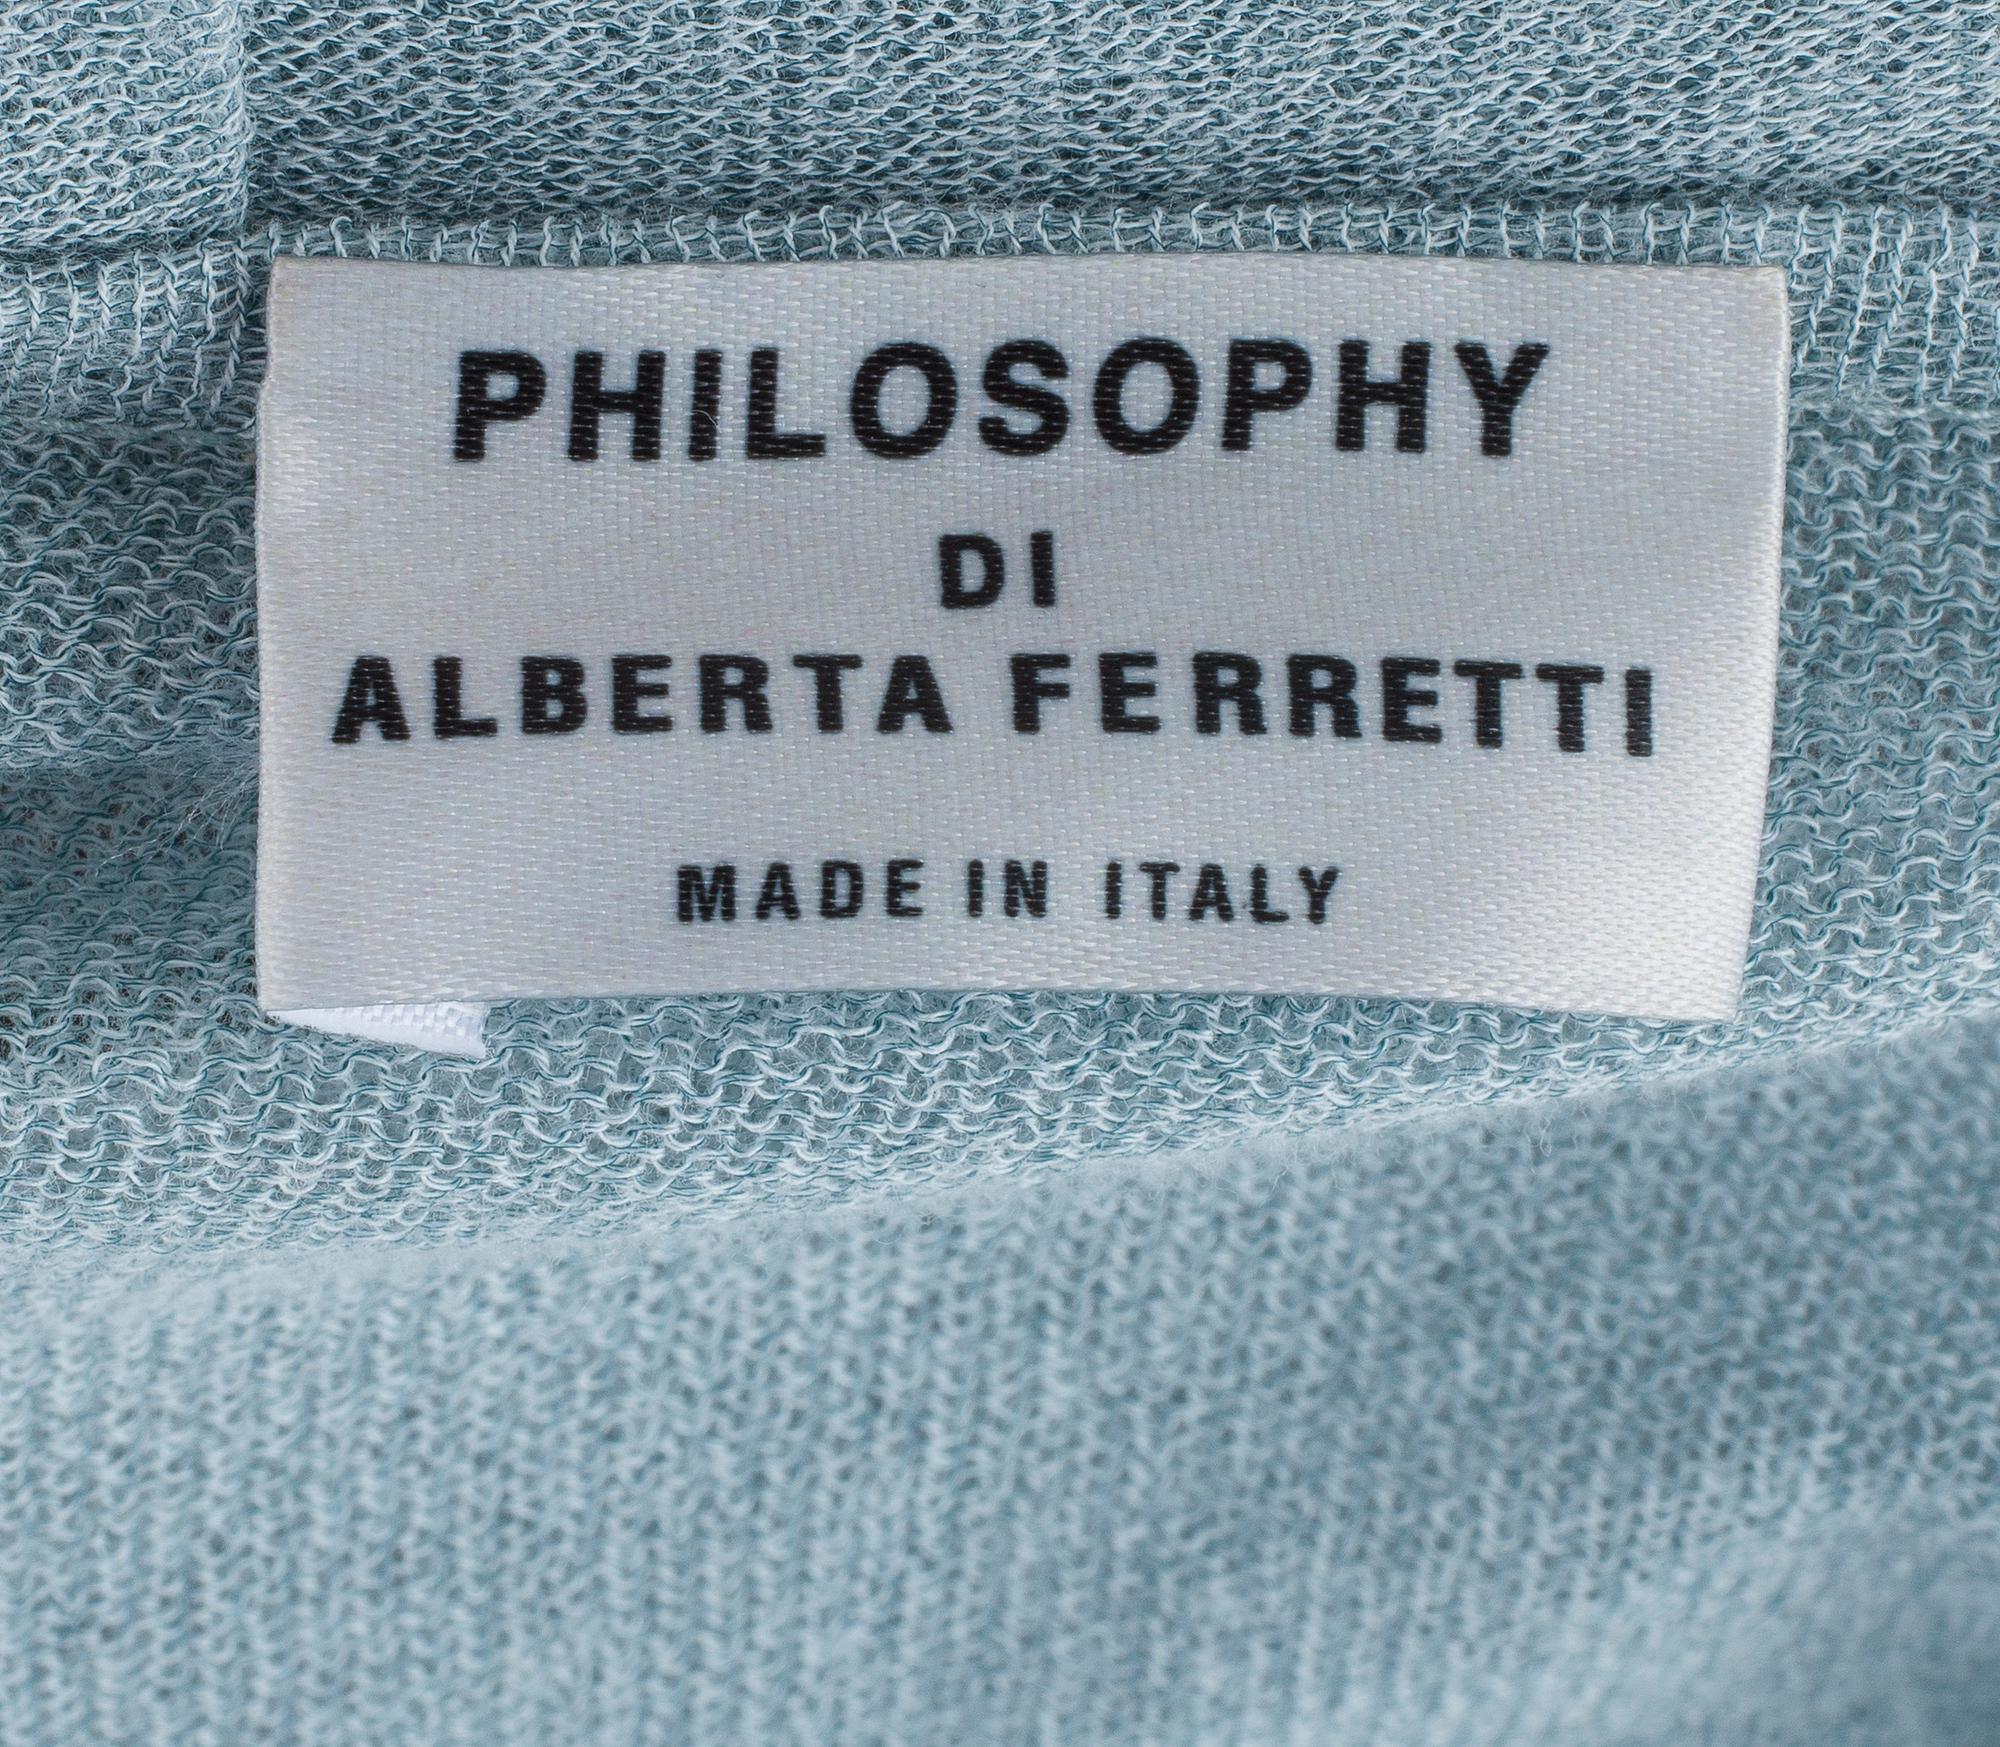 PHILOSOPHY
DI
ALBERTA FERRETTI
MADE IN ITALY